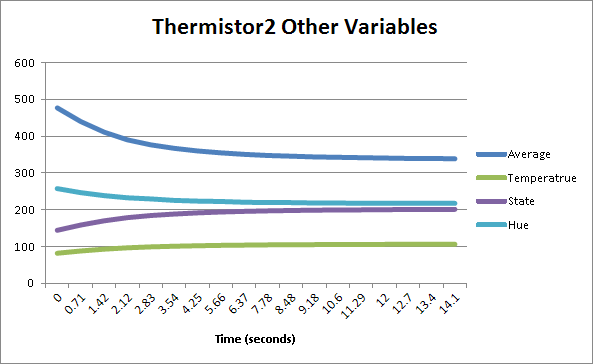 Thermistor2 Other Variables
600
500
400
300
200
100
0
0 0.71 1.42 2.12 2.83 3.54 4.25 5.66 6.37 7.78 8.48 9.18 10.6 11.29 12 12.7 13.4 14.1
Time (seconds)
Average
Temperatrue
State
Hue